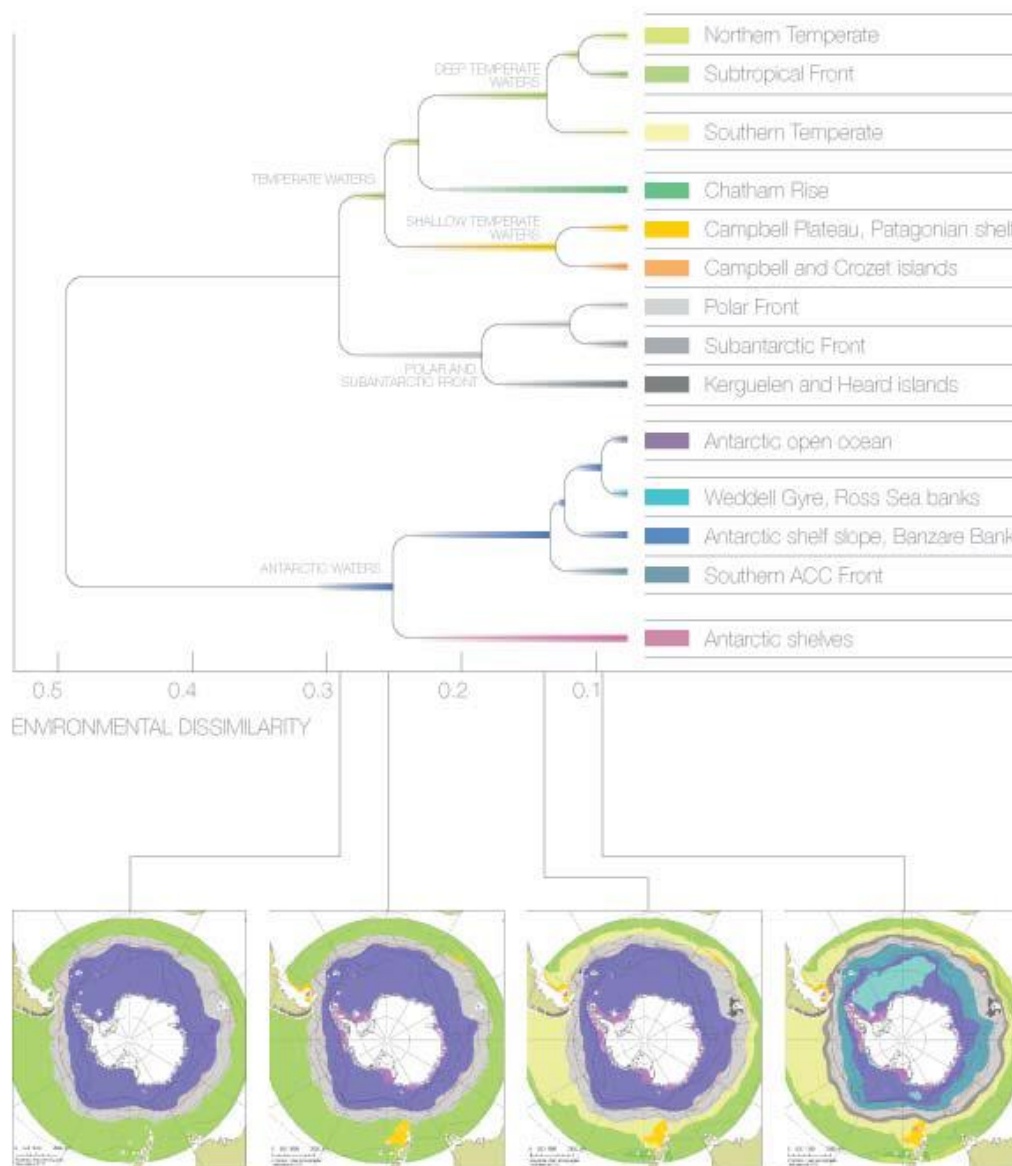 Northern Temperate
DEEP TEMPERATE
WATERS
Subtropical Front
Southern Temperate
TEMPERATE WATERS
Chatham Rise
SHALLOW TEMPERATE
WATERS
Campbell Plateau, Patagonian shelf
Campbell and Crozet islands
Polar Front
Subantarctic Front
POLAR AND
SUBANTARCTIC FRONT
Kerguelen and Heard islands
Antarctic open ocean
Weddell Gyre, Ross Sea banks
Antarctic shelf slope, Banzare Bank
ANTARCTIC WATERS
Southern ACC Front
Antarctic shelves
0.5 0.4 0.3 0.2 0.1
ENVIRONMENTAL DISSIMILARITY